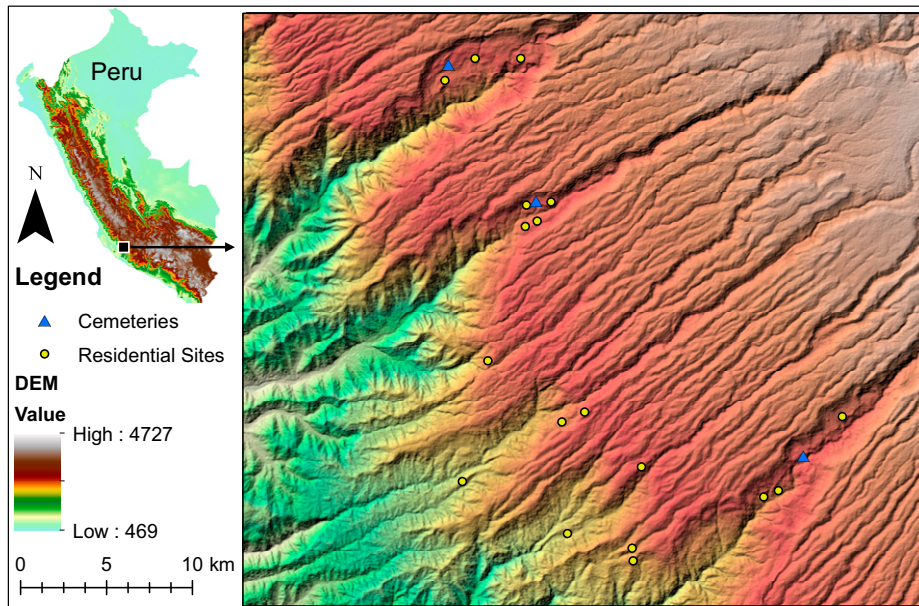 Peru
N
Legend
Cemeteries
Residential Sites
DEM
Value
High : 4727
Low : 469
0 5 10 km